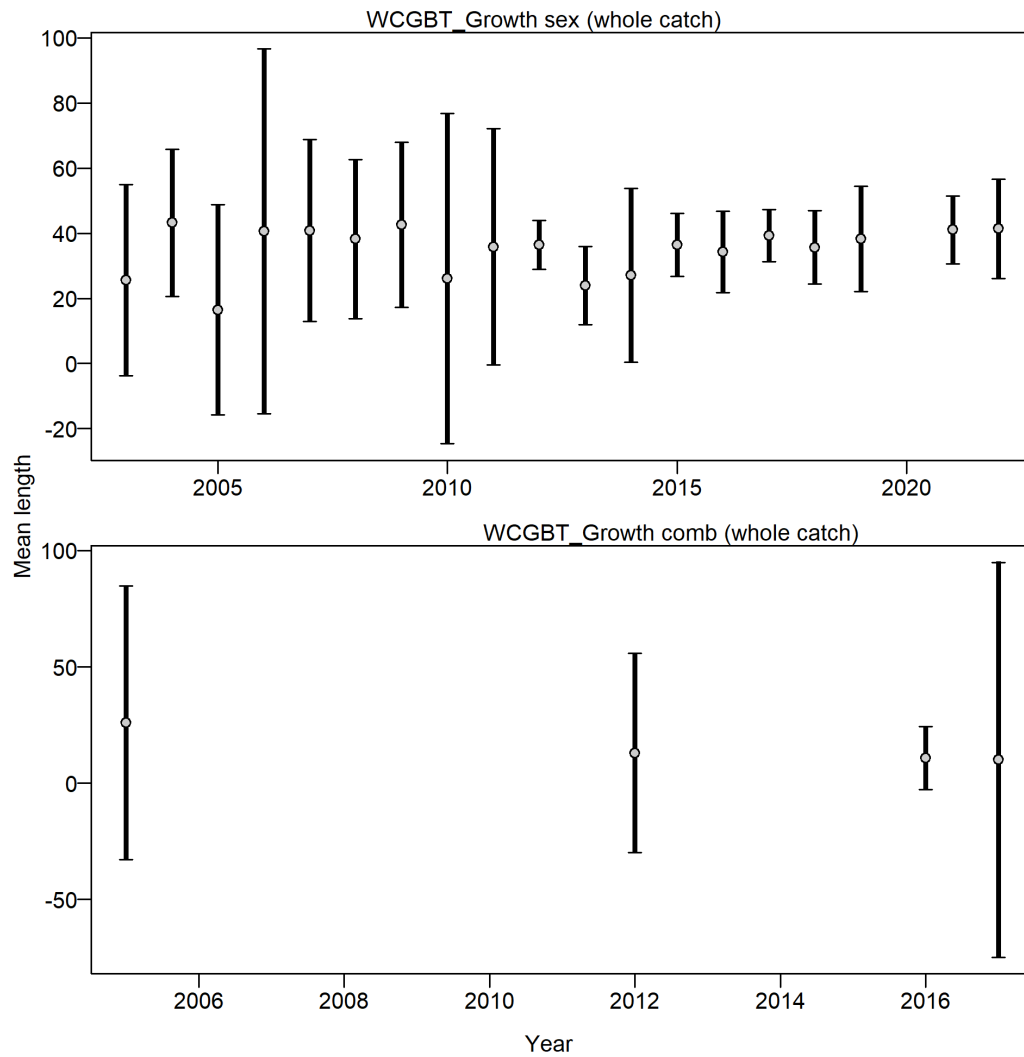 WCGBT_Growth sex (whole catch)
100
80
60
40
20
0
-20
2005 2010 2015 2020
Mean length
WCGBT_Growth comb (whole catch)
100
50
0
-50
2006 2008 2010 2012 2014 2016
Year